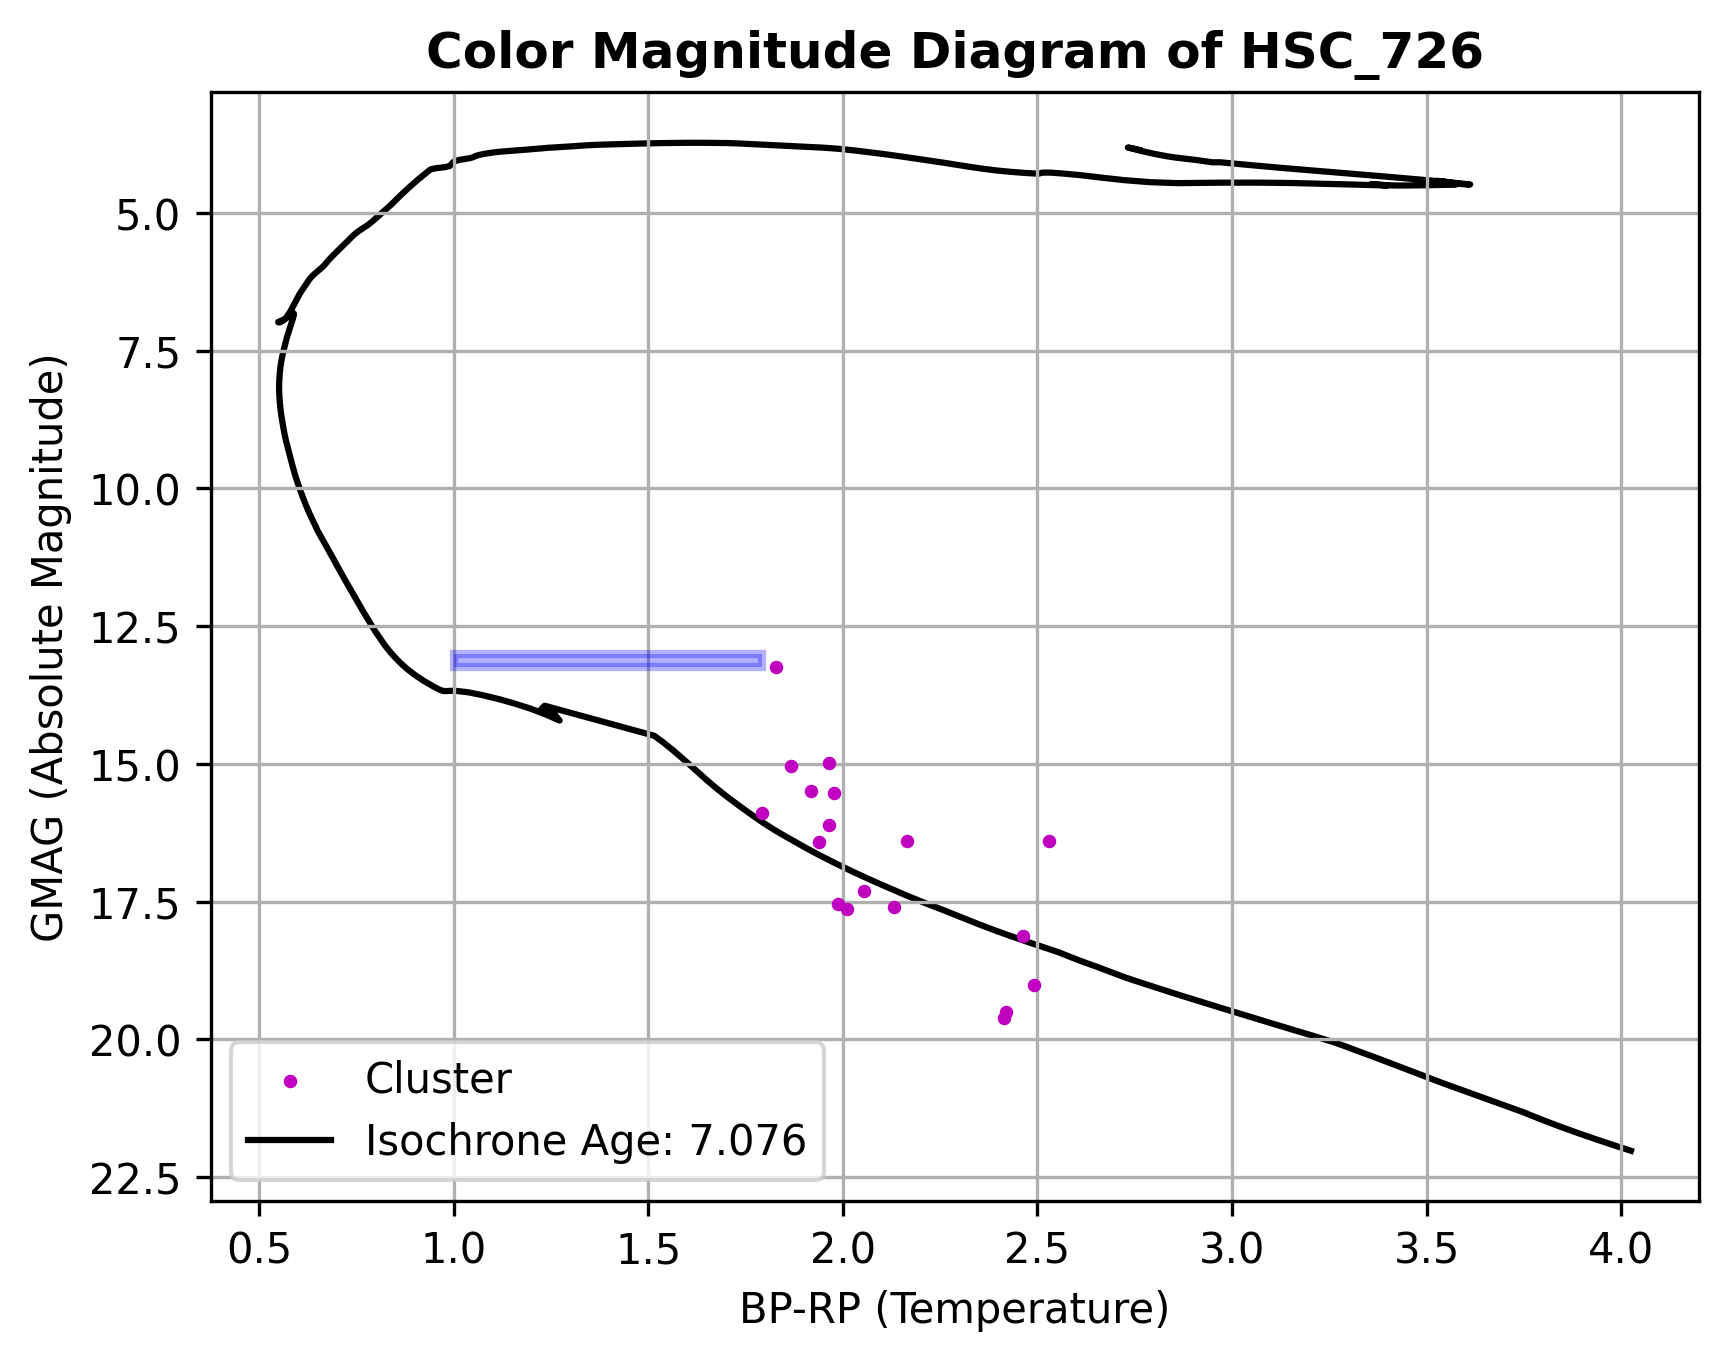 Color Magnitude Diagram of HSC_726
GMAG (Absolute Magnitude)
5.0
7.5
10.0
12.5
15.0
17.5
20.0
22.5
Cluster
Isochrone Age: 7.076
0.5 1.0 1.5 2.0 2.5 3.0 3.5 4.0
BP-RP (Temperature)